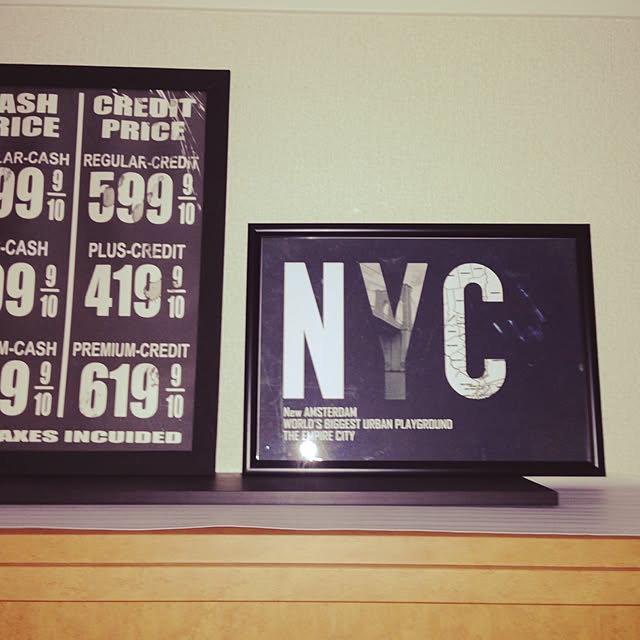 ASH
RICE
LAR-CASH
99 9/10
-CASH
99 9/10
M-CASH
9 9/10
CREDIT
PRICE
REGULAR-CREDIT
599 9/10
PLUS-CREDIT
419 9/10
PREMIUM-CREDIT
619 9/10
AXES INCUIDED
NYC
New AMSTERDAM
WORLD'S BIGGEST URBAN PLAYGROUND
THE EMPIRE CITY